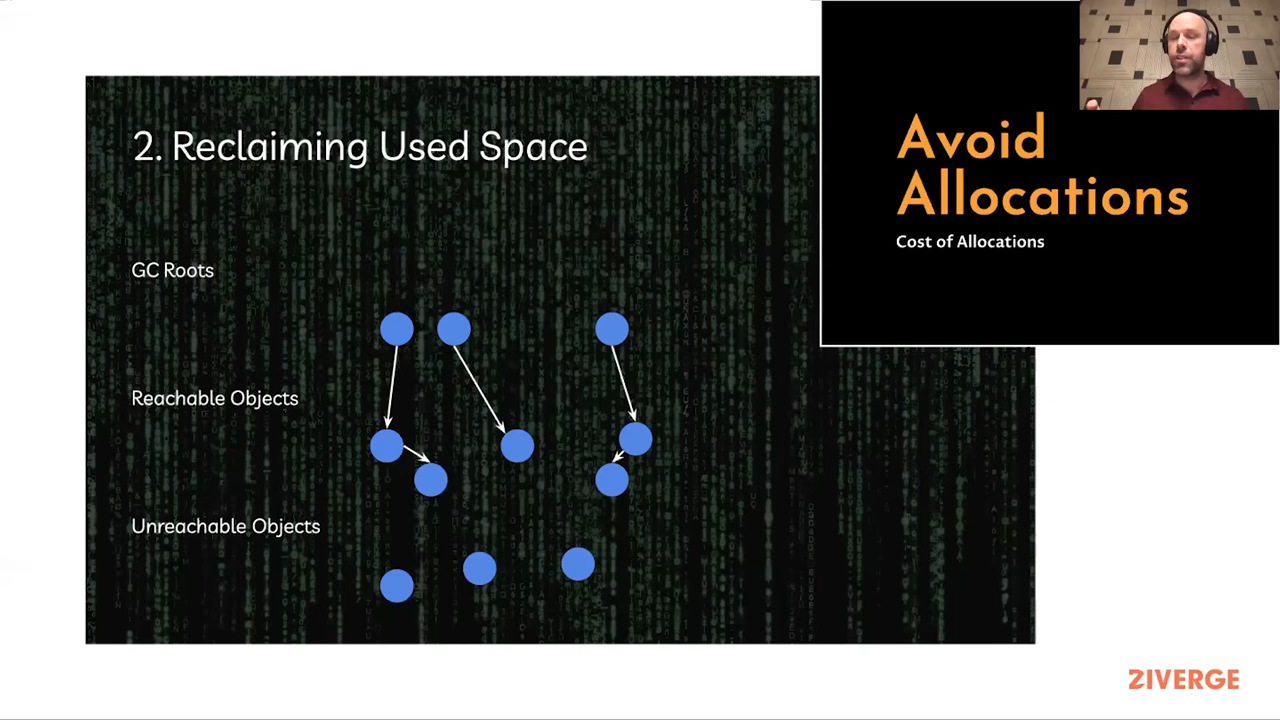 2. Reclaiming Used Space
GC Roots
Reachable Objects
Unreachable Objects
Avoid
Allocations
Cost of Allocations
ZIVERGE